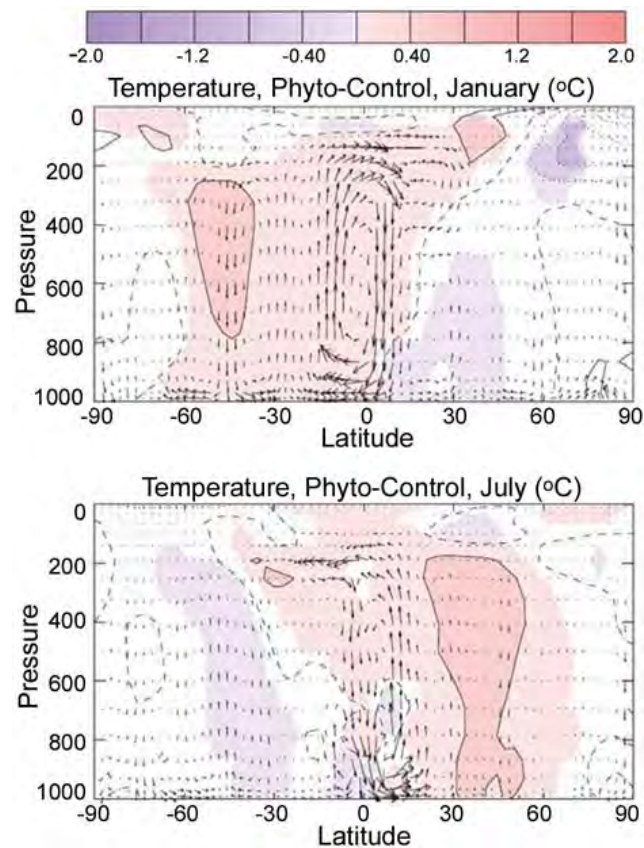 -2.0 -1.2 -0.40 0.40 1.2 2.0
Temperature, Phyto-Control, January (oC)
0
200
400
600
800
1000
Pressure
-90 -60 -30 0 30 60 90
Latitude
Temperature, Phyto-Control, July (oC)
0
200
400
600
800
1000
Pressure
-90 -60 -30 0 30 60 90
Latitude